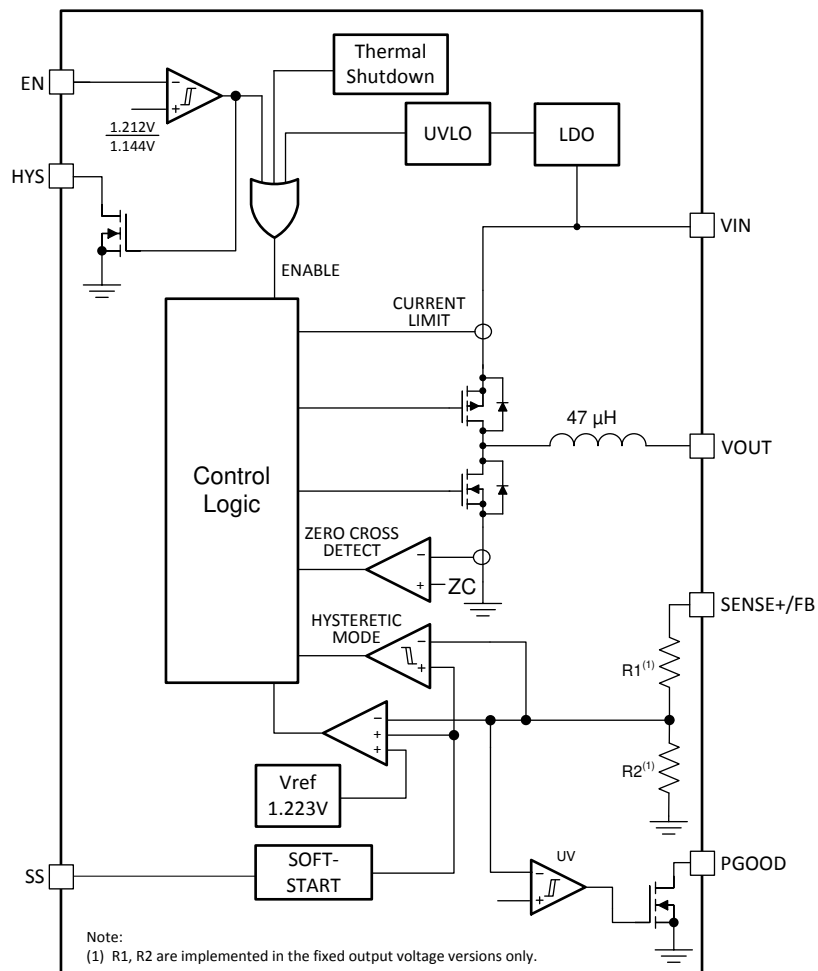 Thermal
Shutdown
EN
−
+
1.212V
1.144V
UVLO
LDO
HYS
VIN
ENABLE
CURRENT
LIMIT
47 µH
VOUT
Control
Logic
ZERO CROSS
DETECT
−
+
ZC
SENSE+/FB
HYSTERETIC
MODE
−
+
R1(1)
−
+
+
R2(1)
Vref
1.223V
UV
PGOOD
SOFT-
START
SS
−
+
Note:
(1) R1, R2 are implemented in the fixed output voltage versions only.